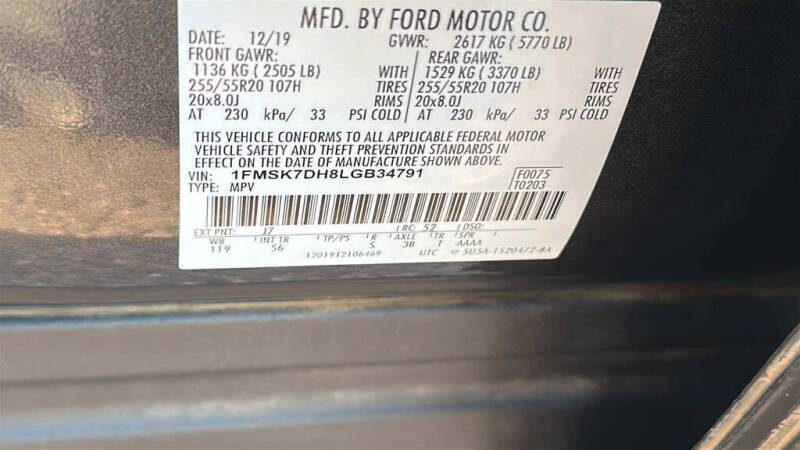 MFD. BY FORD MOTOR CO.
DATE: 12/19 GVWR: 2617 KG ( 5770 LB)
FRONT GAWR: REAR GAWR:
1136 KG ( 2505 LB) WITH 1529 KG ( 3370 LB) WITH
255/55R20 107H TIRES 255/55R20 107H TIRES
20x8.0J RIMS 20x8.0J RIMS
AT 230 kPa/ 33 PSI COLD AT 230 kPa/ 33 PSI COLD
THIS VEHICLE CONFORMS TO ALL APPLICABLE FEDERAL MOTOR
VEHICLE SAFETY AND THEFT PREVENTION STANDARDS IN
EFFECT ON THE DATE OF MANUFACTURE SHOWN ABOVE.
VIN: 1FMSK7DH8LGB34791 F0075
TYPE: MPV T0203
EXT PNT: J7 RC: 52 DSO:
WB INT TR TP/PS R AXLE TR SPR
119 S6 S 3B T AAAA
1201912106469 UTC 5U5A-1520472-BA